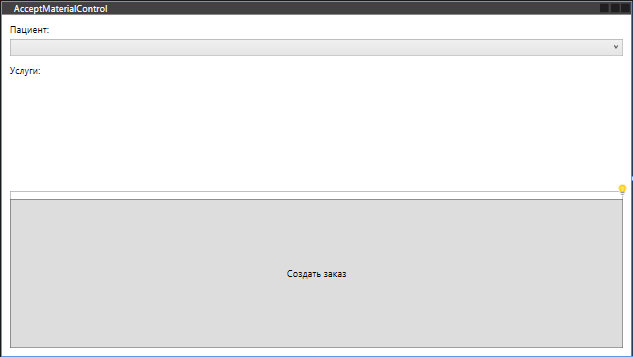 AcceptMaterialControl
Пациент:
Услуги:
Создать заказ